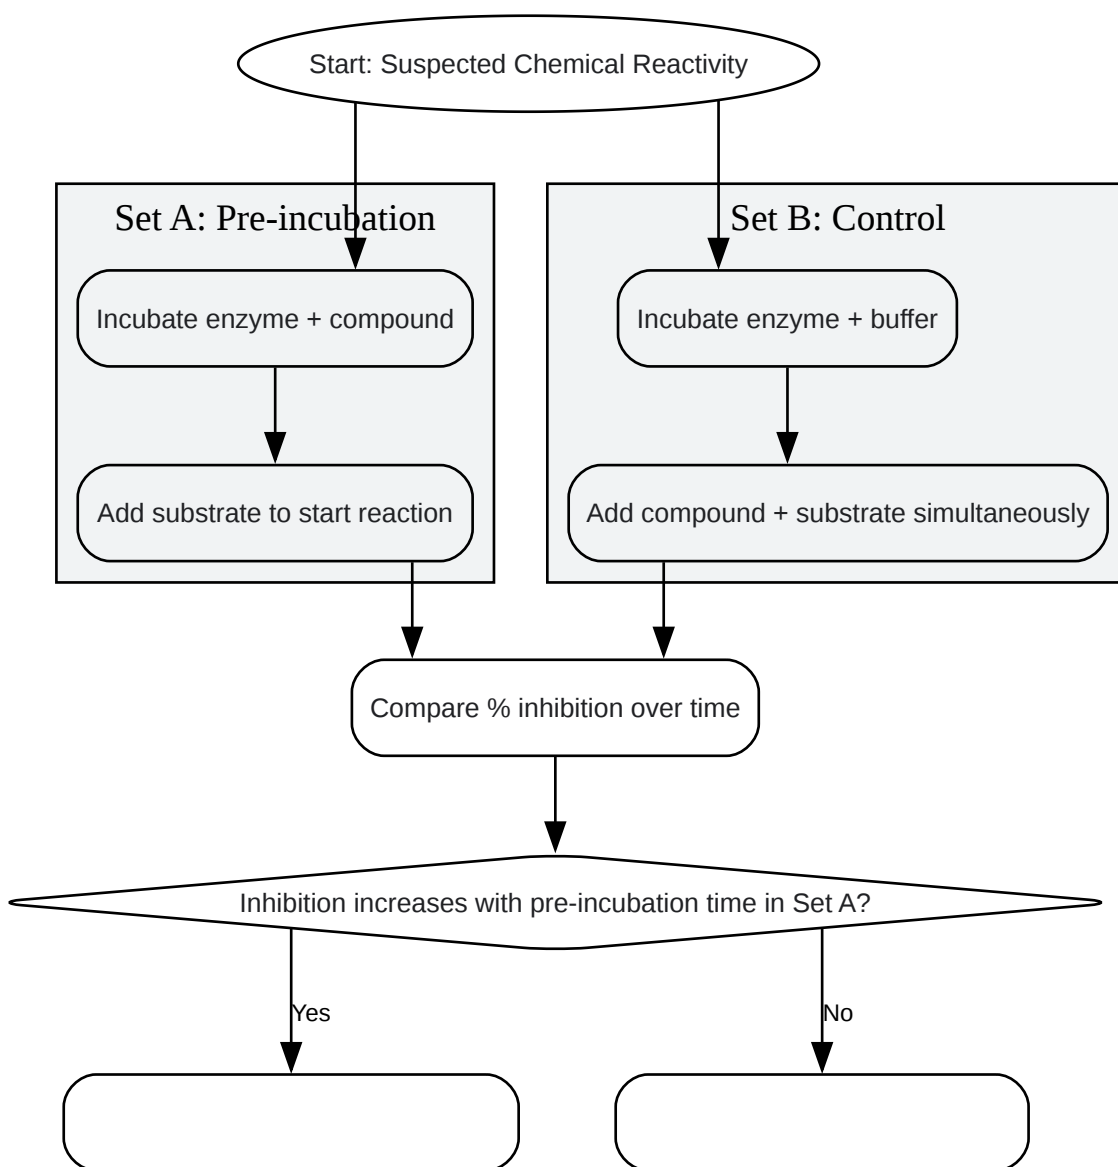 Start: Suspected Chemical Reactivity
Set A: Pre-incubation
Set B: Control
Incubate enzyme + compound
Incubate enzyme + buffer
Add substrate to start reaction
Add compound + substrate simultaneously
Compare % inhibition over time
Inhibition increases with pre-incubation time in Set A?
Yes
No